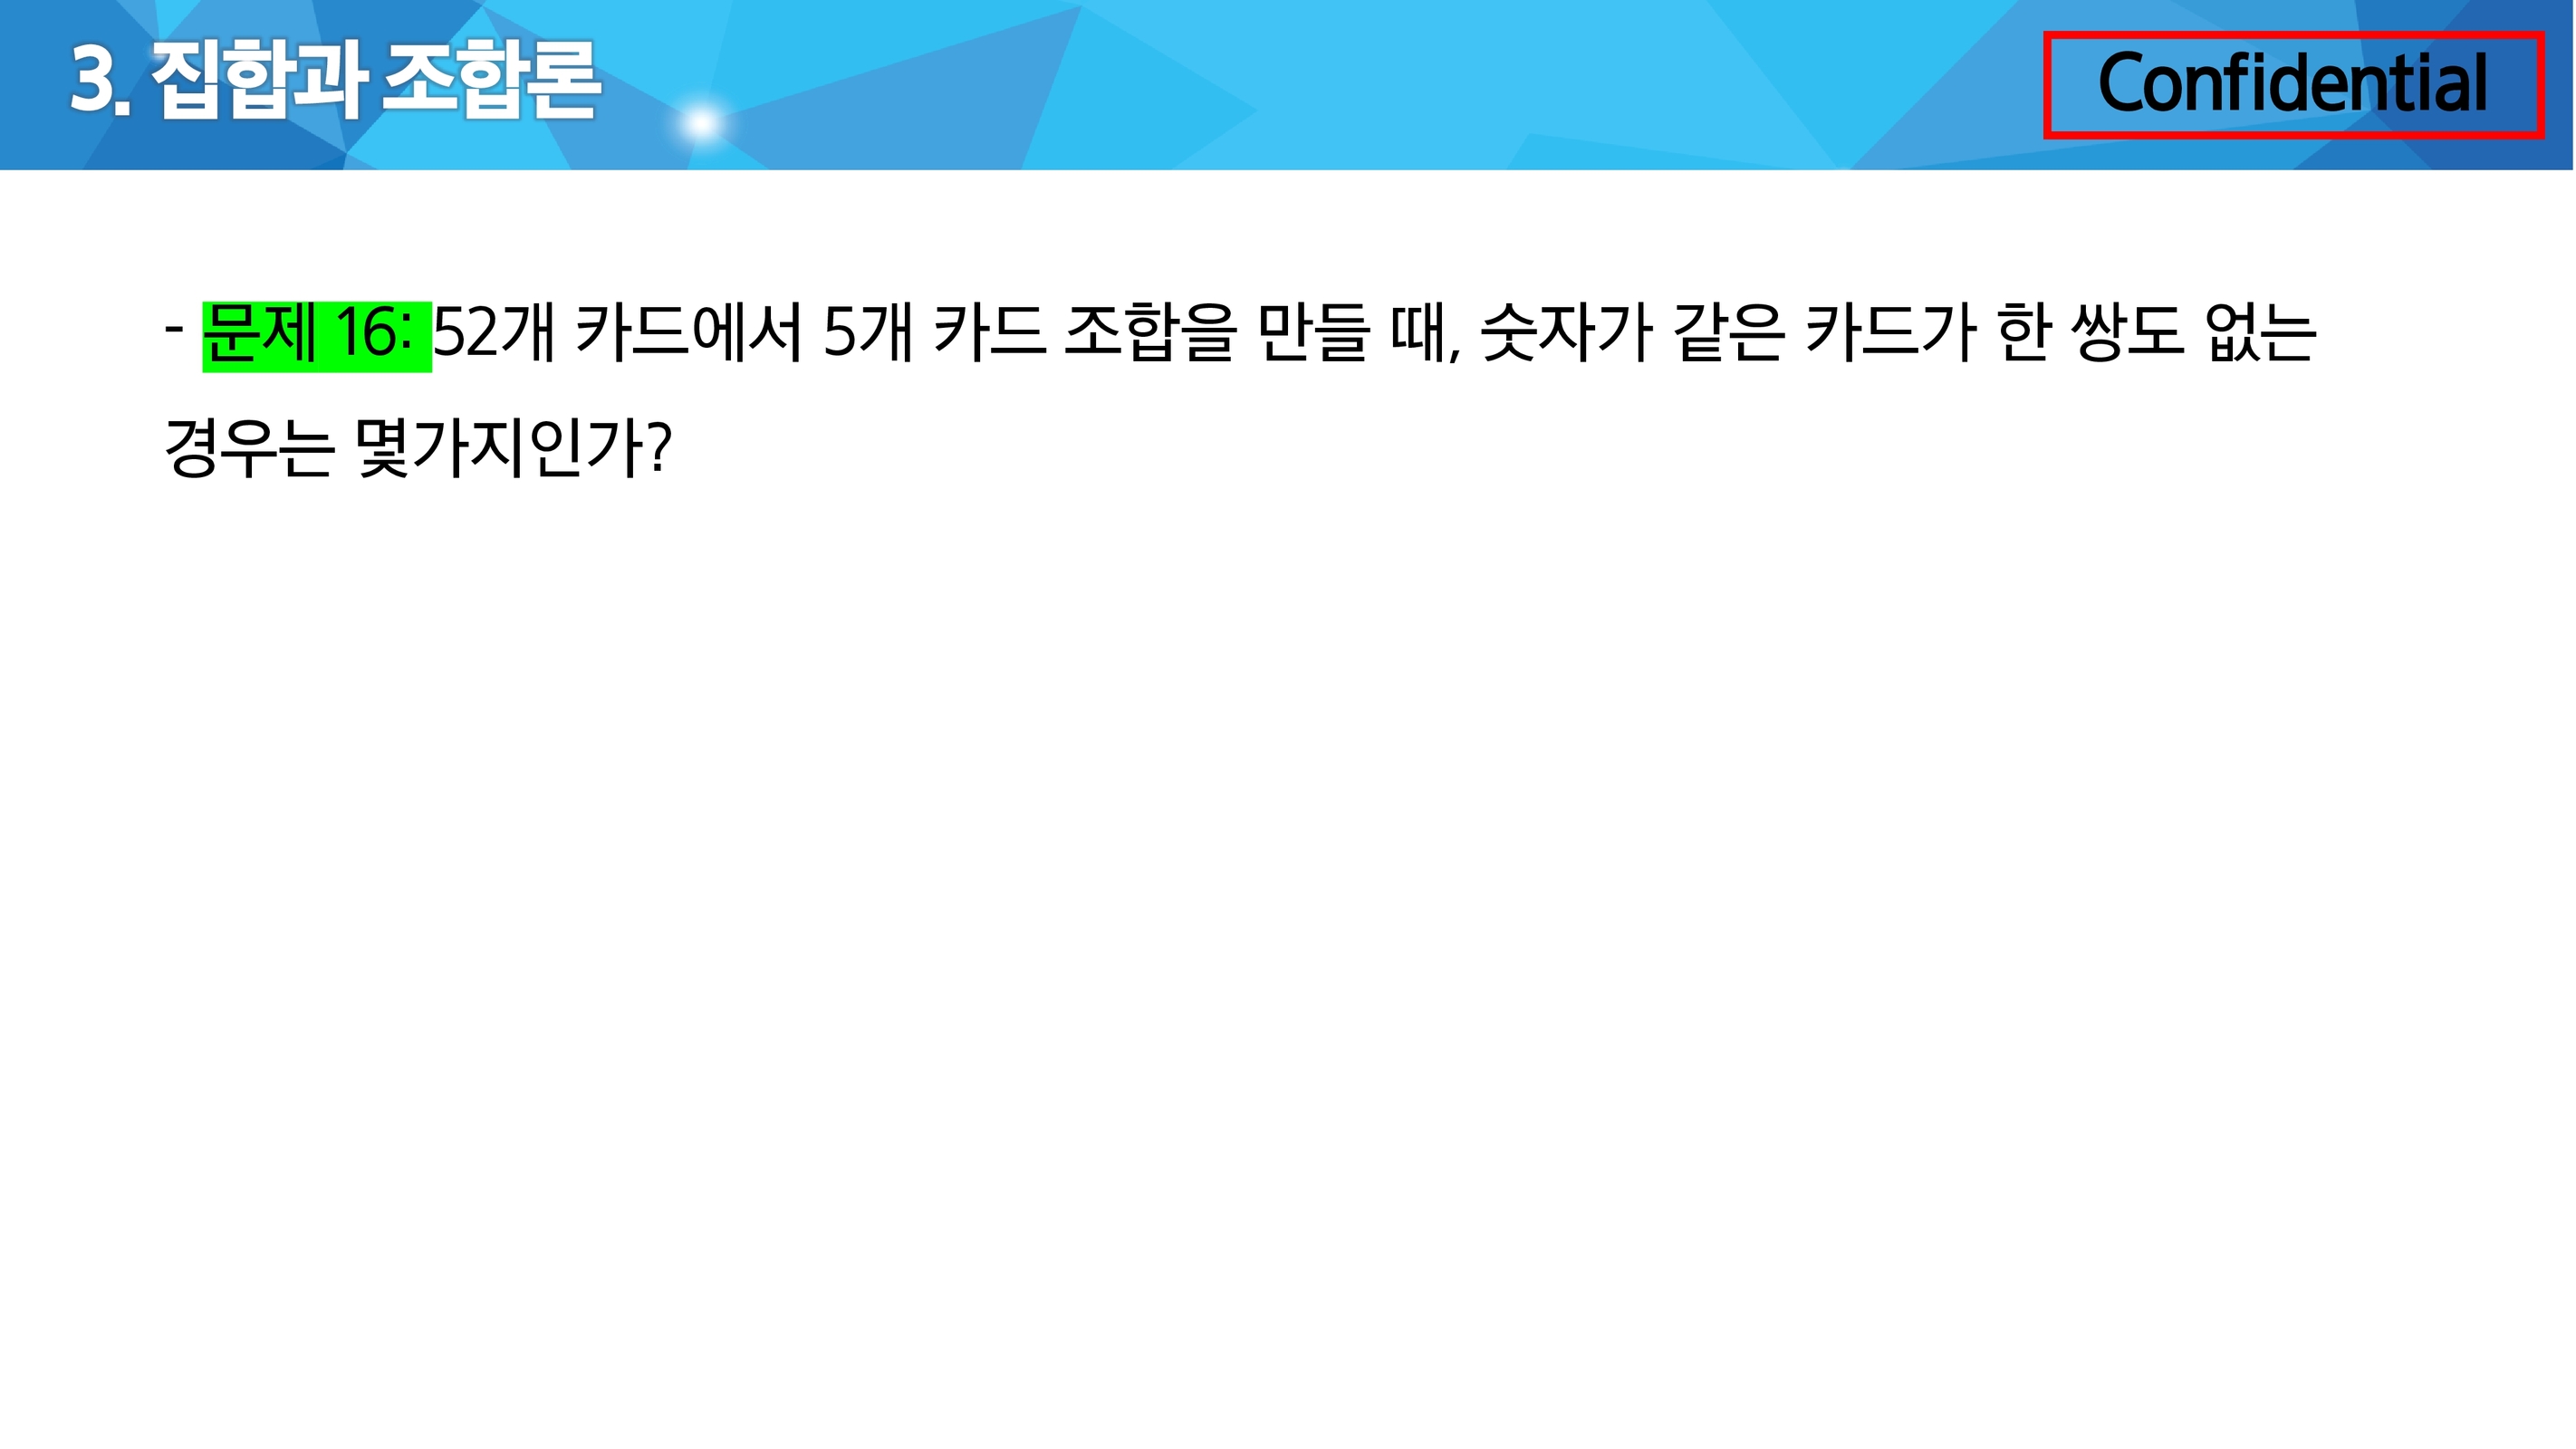 3. 집합과 조합론
Confidential
- 문제 16: 52개 카드에서 5개 카드 조합을 만들 때, 숫자가 같은 카드가 한 쌍도 없는
경우는 몇가지인가?